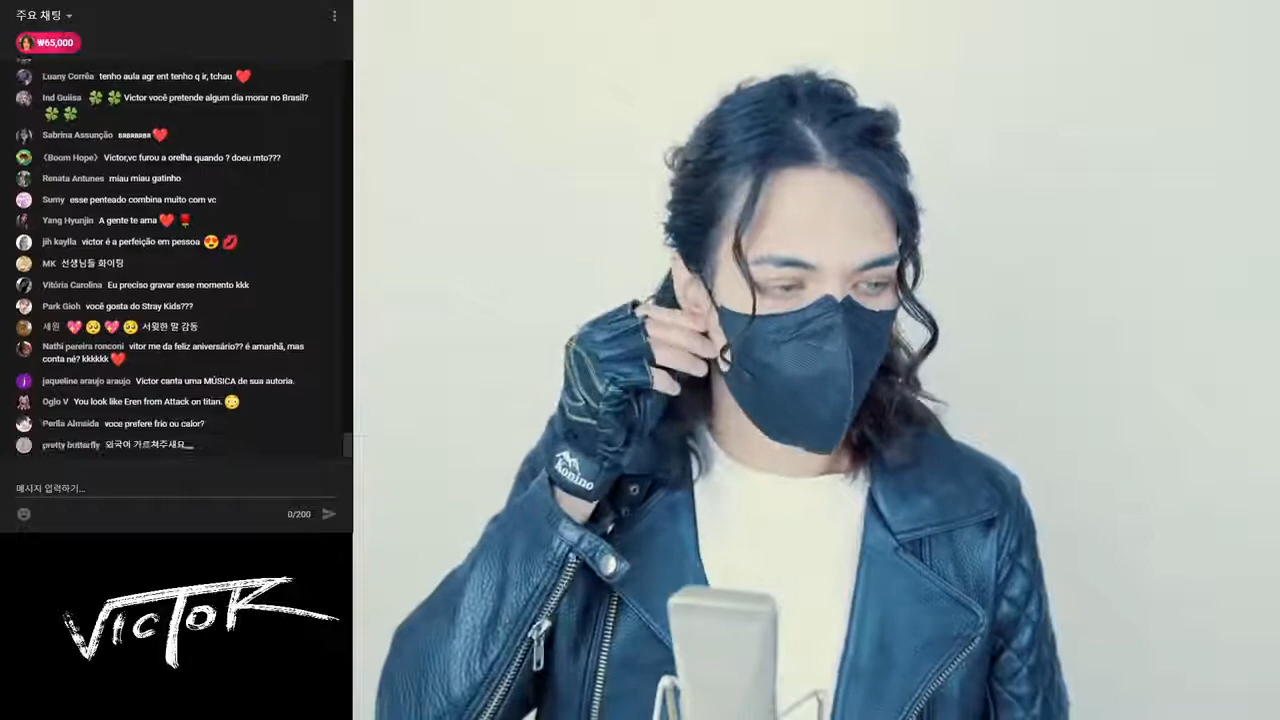 주요 채팅
₩65,000
Luany Corrêa tenho aula agr ent tenho q ir, tchau
Ind Guiisa Victor você pretende algum dia morar no Brasil?
Sabrina Assunção
《Boom Hope》 Victor,vc furou a orelha quando ? doeu mto???
Renata Antunes miau miau gatinho
Sumy esse penteado combina muito com vc
Yang Hyunjin A gente te ama
jih kaylla victor é a perfeição em pessoa
MK 선생님들 화이팅
Vitória Carolina Eu preciso gravar esse momento kkk
Park Gioh você gosta do Stray Kids???
세원 서윗한 말 감동
Nathi pereira ronconi vitor me da feliz aniversário?? é amanhã, mas
conta né? kkkkkk
jaqueline araujo araujo Victor canta uma MÚSICA de sua autoria.
Oglo V You look like Eren from Attack on titan.
Perlla Almaida voce prefere frio ou calor?
pretty butterfly 외국어 가르쳐주세요
메시지 입력하기...
0/200
VICTOR
konino